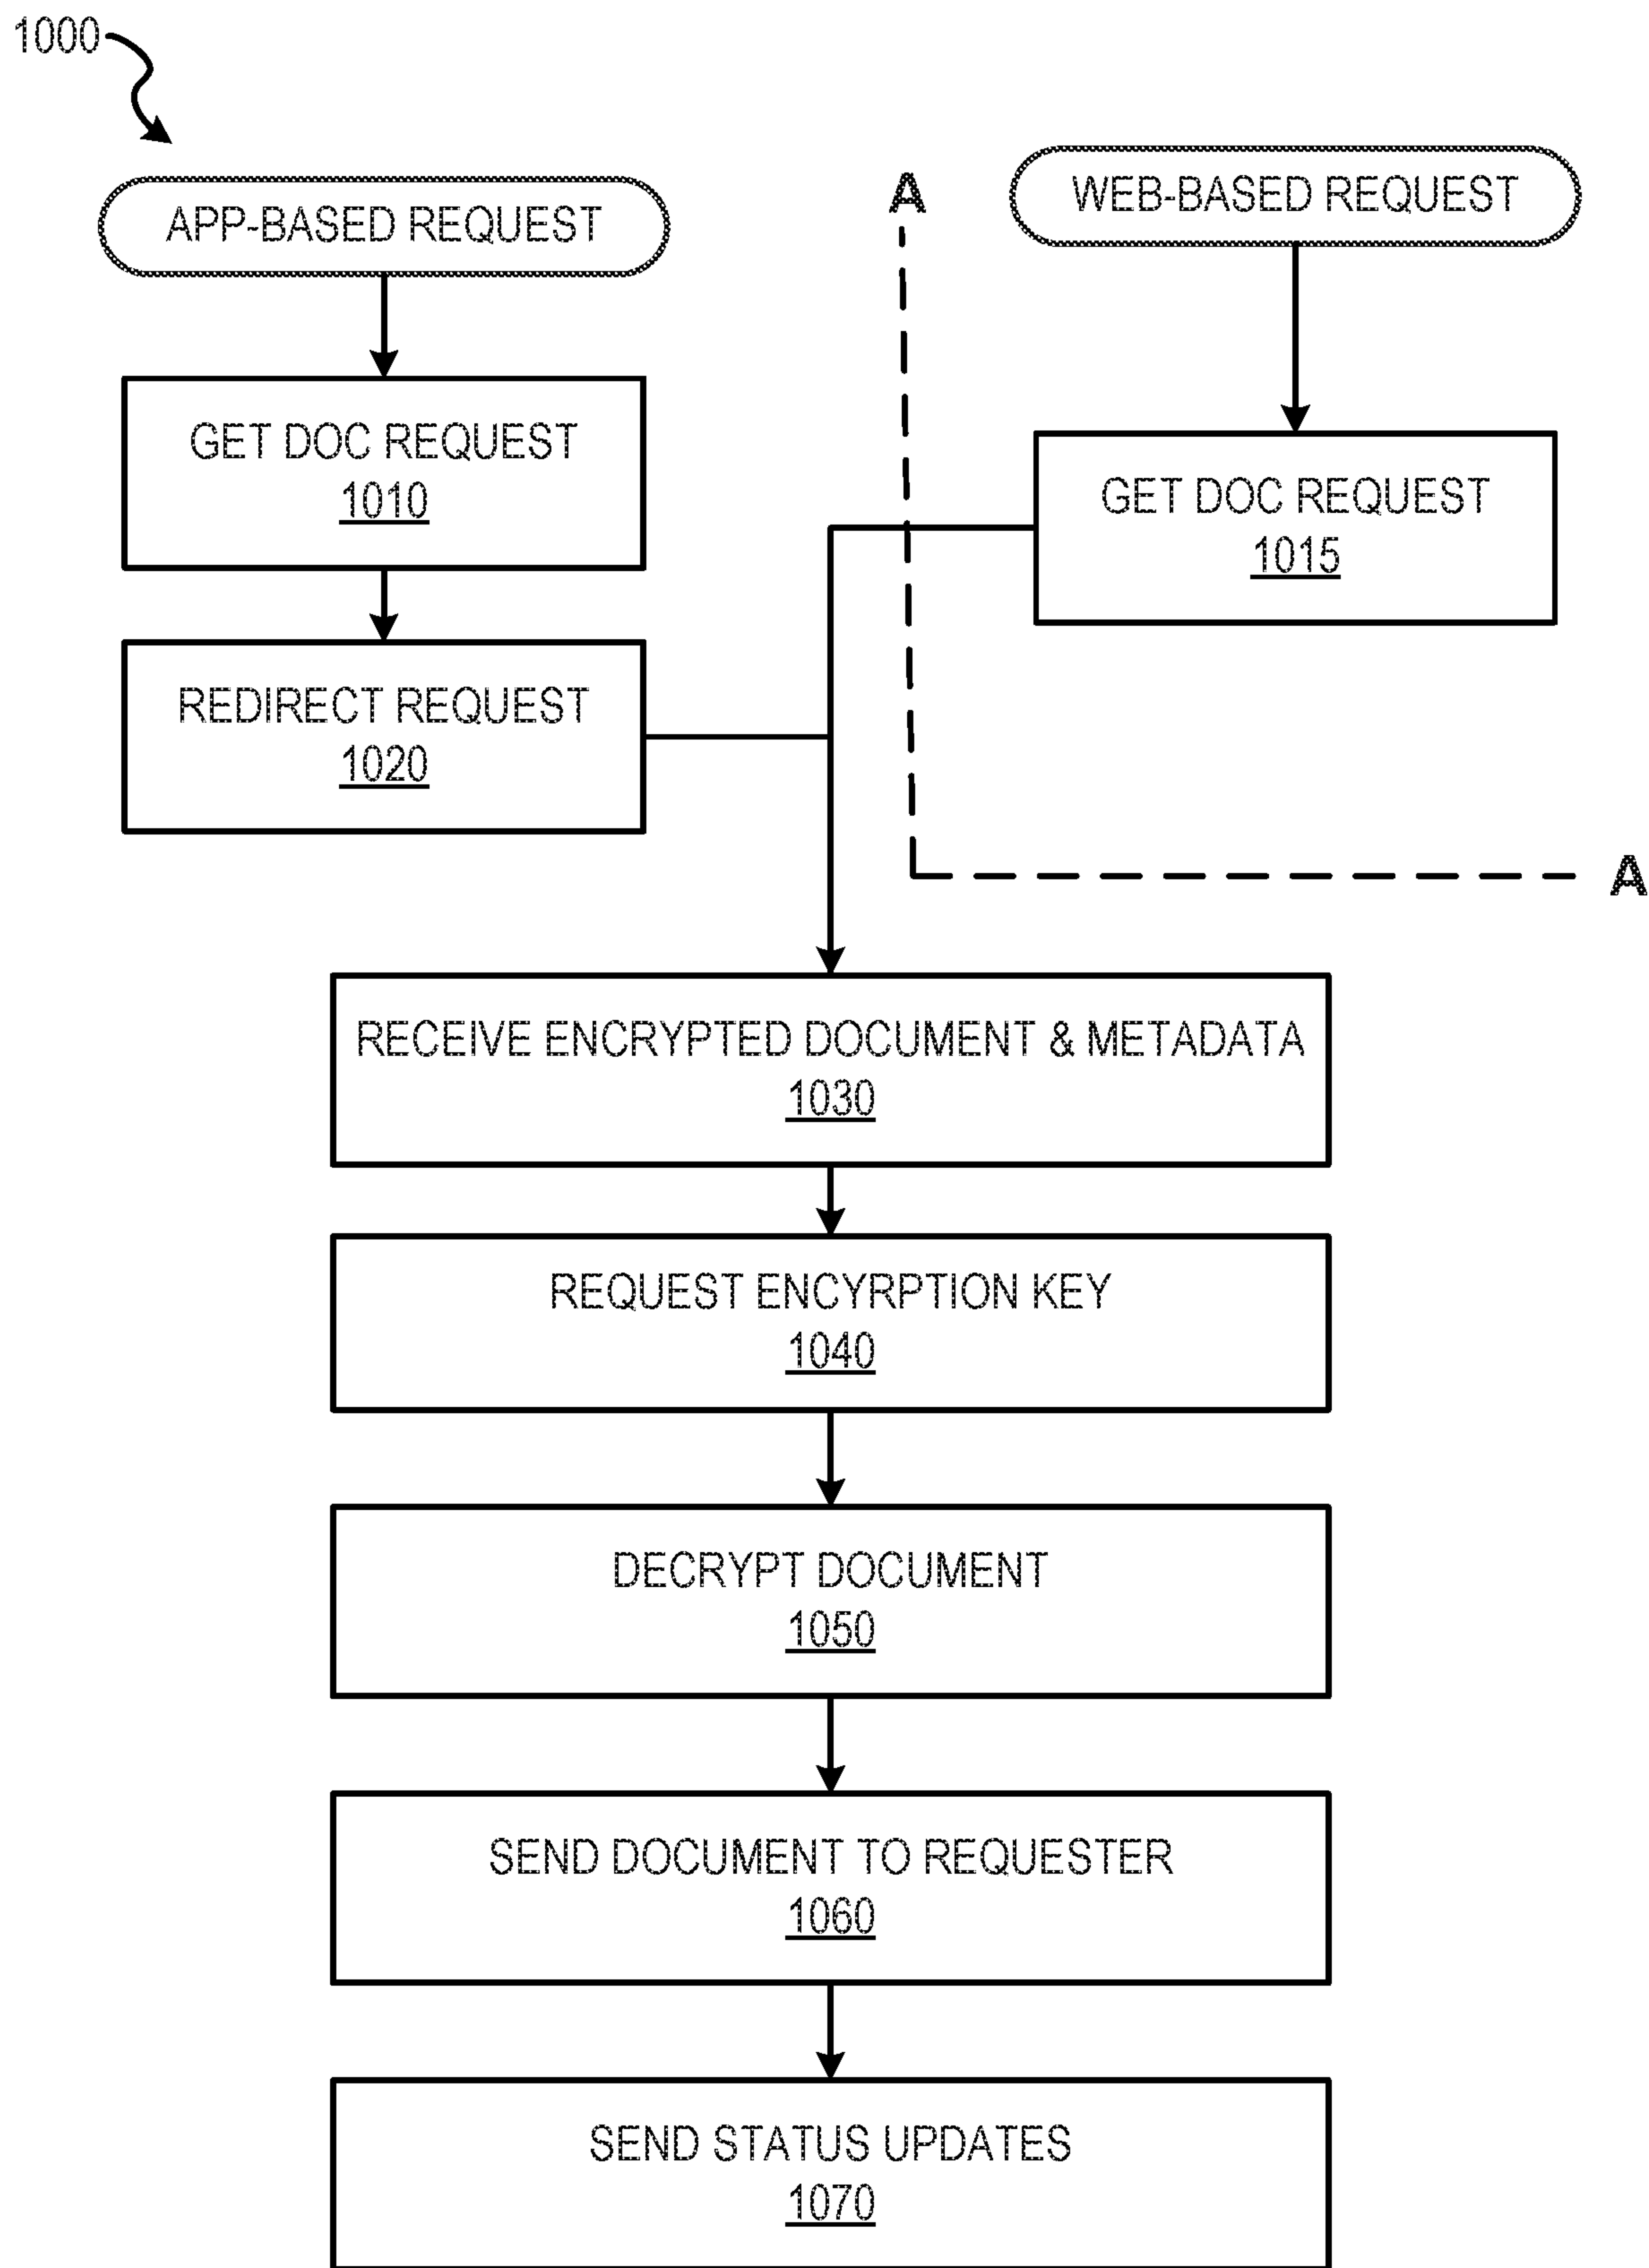 1000
APP-BASED REQUEST
A
WEB-BASED REQUEST
GET DOC REQUEST
1010
GET DOC REQUEST
1015
REDIRECT REQUEST
1020
A
RECEIVE ENCRYPTED DOCUMENT & METADATA
1030
REQUEST ENCYRPTION KEY
1040
DECRYPT DOCUMENT
1050
SEND DOCUMENT TO REQUESTER
1060
SEND STATUS UPDATES
1070